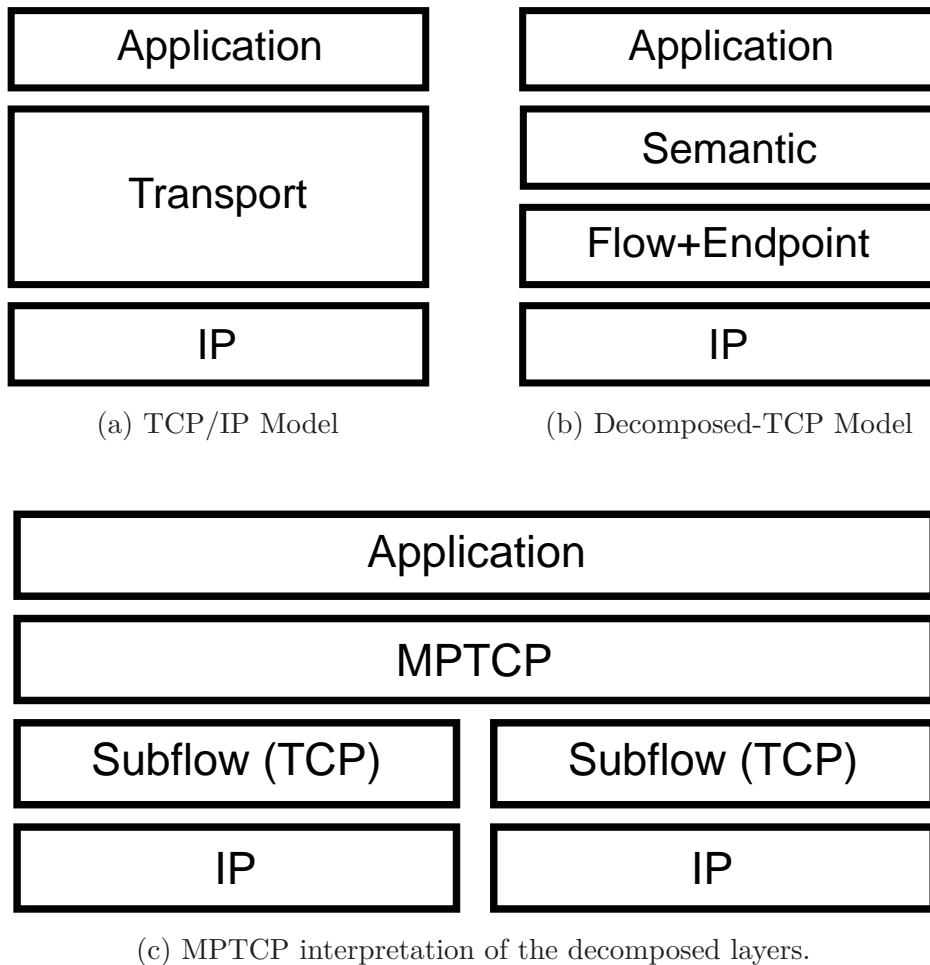 Application
Transport
IP
(a) TCP/IP Model
Application
Semantic
Flow+Endpoint
IP
(b) Decomposed-TCP Model
Application
MPTCP
Subflow (TCP) Subflow (TCP)
IP IP
(c) MPTCP interpretation of the decomposed layers.